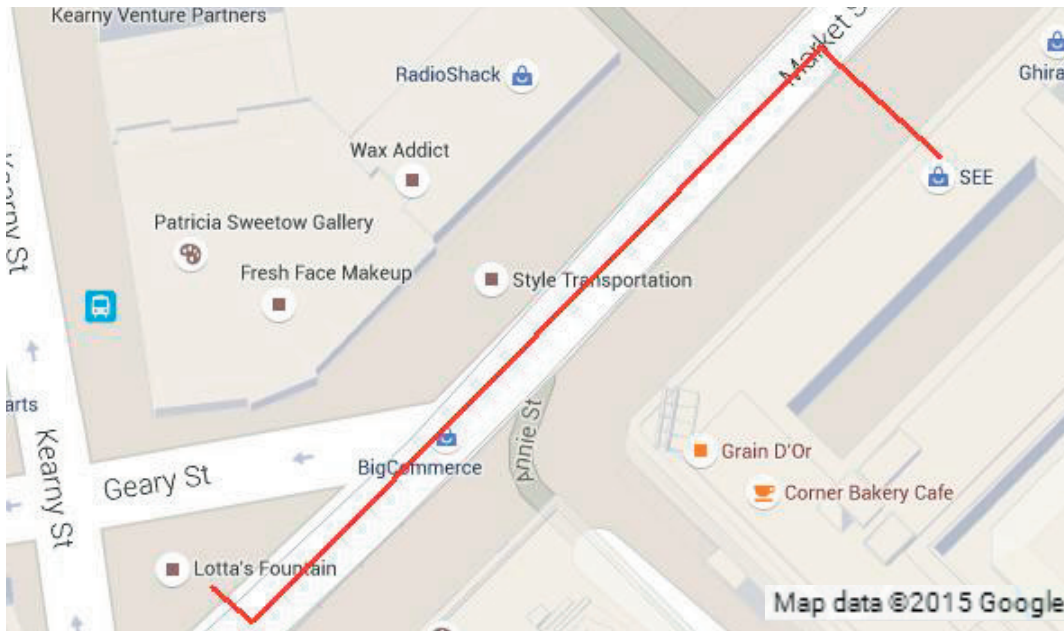 Kearny Venture Partners
Market S
RadioShack
Ghira
Wax Addict
SEE
Kearny St
Patricia Sweetow Gallery
Fresh Face Makeup
Style Transportation
arts
Annie St
BigCommerce
Grain D'Or
Geary St
Kearny St
Corner Bakery Cafe
Lotta's Fountain
Map data ©2015 Google